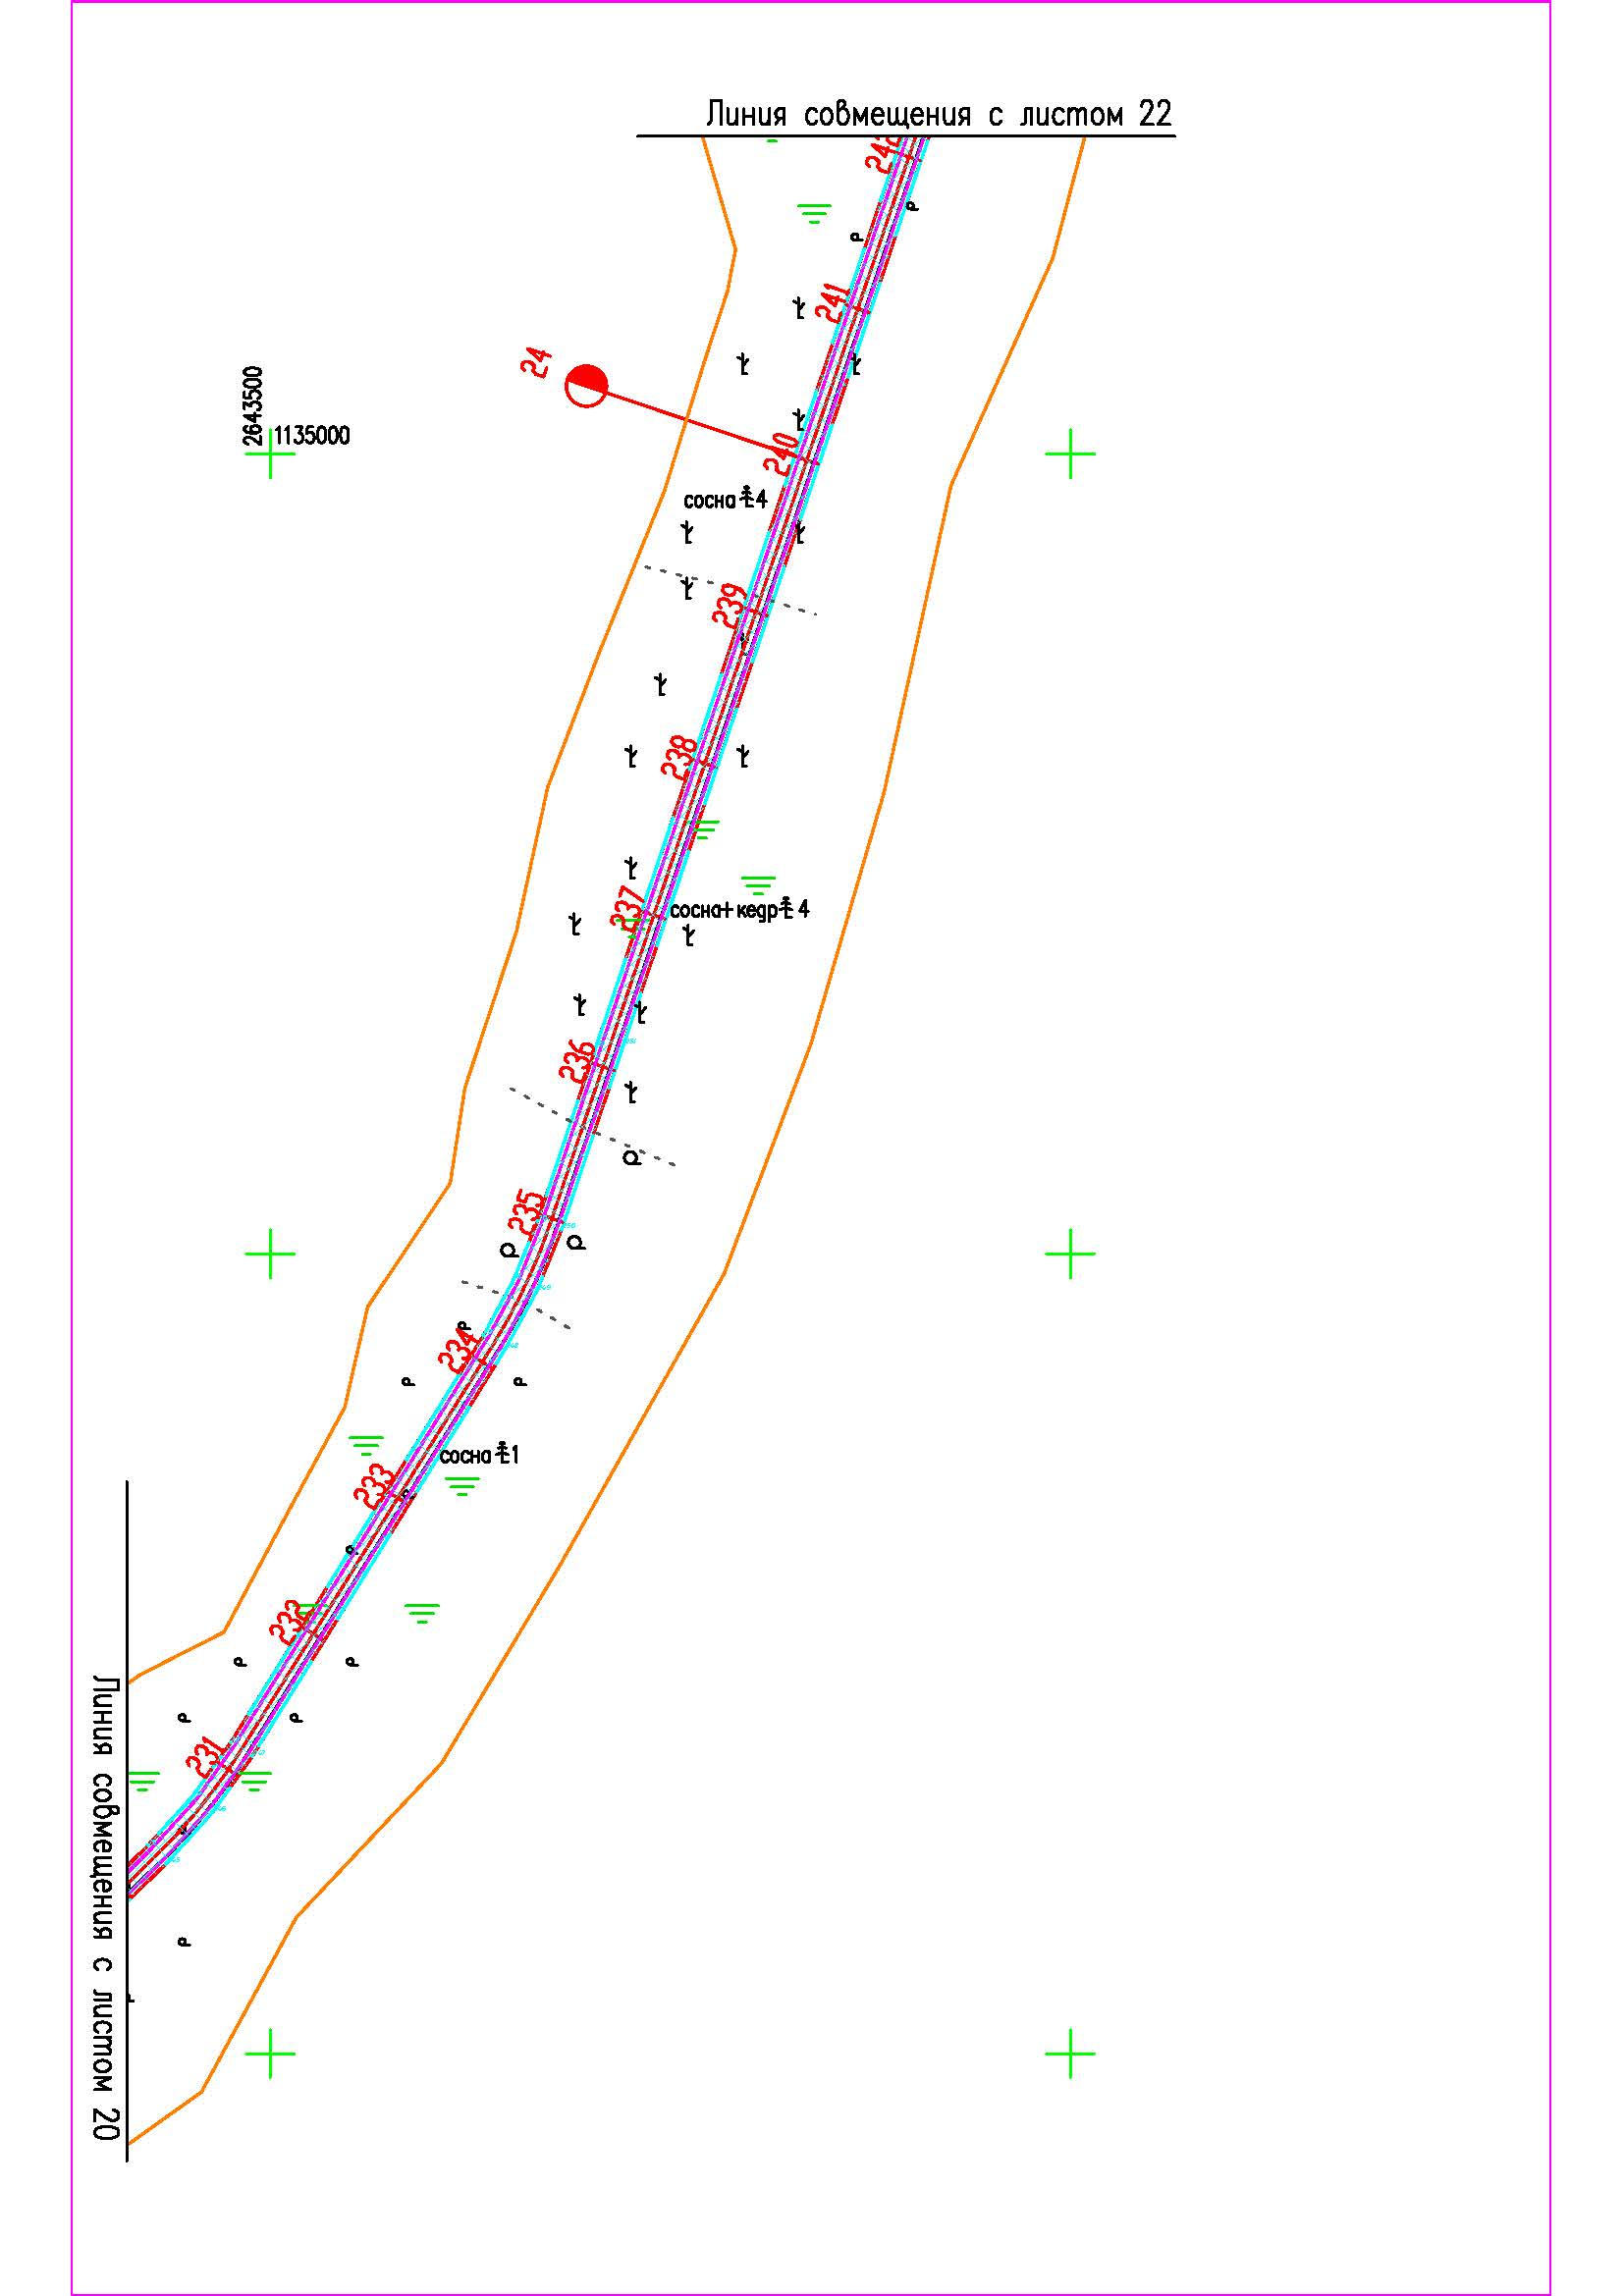 Линия совмещения с листом 22
241
24
2643500
1135000
240
сосна 4
239
238
237
сосна+кедр 4
236
235
234
сосна 1
233
232
231
Линия совмещения с листом 20